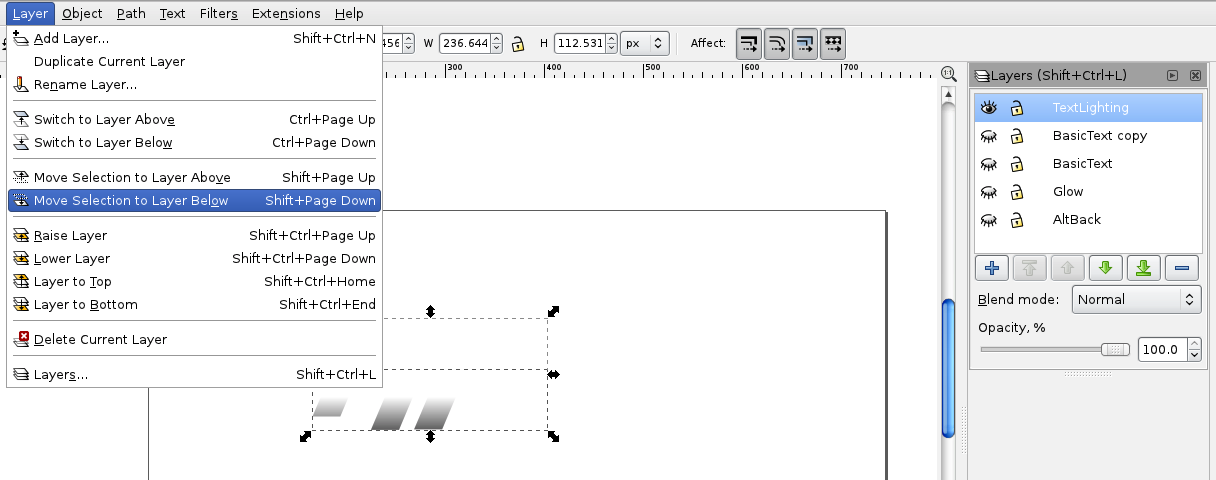 Layer Object Path Text Filters Extensions Help
Add Layer... Shift+Ctrl+N
Duplicate Current Layer
Rename Layer...
Switch to Layer Above Ctrl+Page Up
Switch to Layer Below Ctrl+Page Down
Move Selection to Layer Above Shift+Page Up
Move Selection to Layer Below Shift+Page Down
Raise Layer Shift+Ctrl+Page Up
Lower Layer Shift+Ctrl+Page Down
Layer to Top Shift+Ctrl+Home
Layer to Bottom Shift+Ctrl+End
Delete Current Layer
Layers... Shift+Ctrl+L
456 W 236.644 H 112.531 px Affect:
300 400 500 600 700
1:1
Layers (Shift+Ctrl+L)
TextLighting
BasicText copy
BasicText
Glow
AltBack
Blend mode: Normal
Opacity, %
100.0